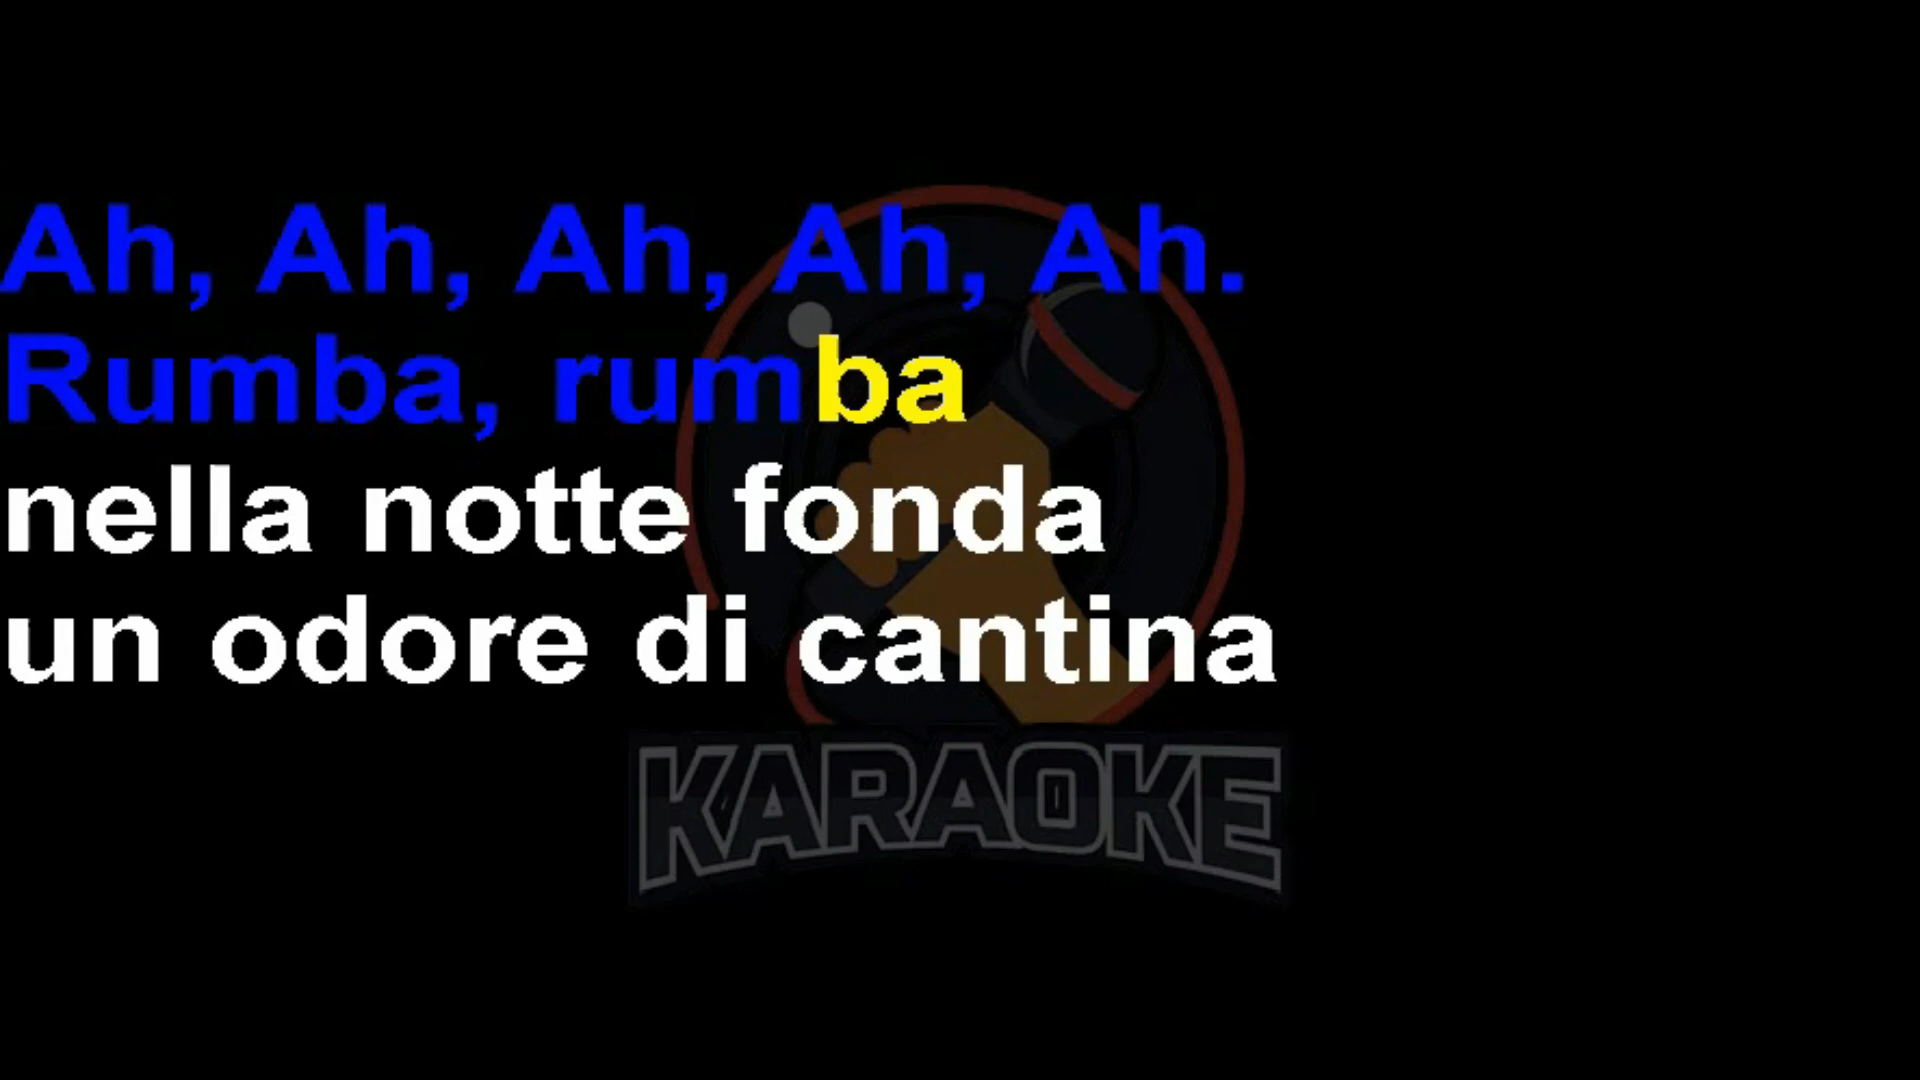 Ah, Ah, Ah, Ah, Ah.
Rumba, rumba
nella notte fonda
un odore di cantina
KARAOKE